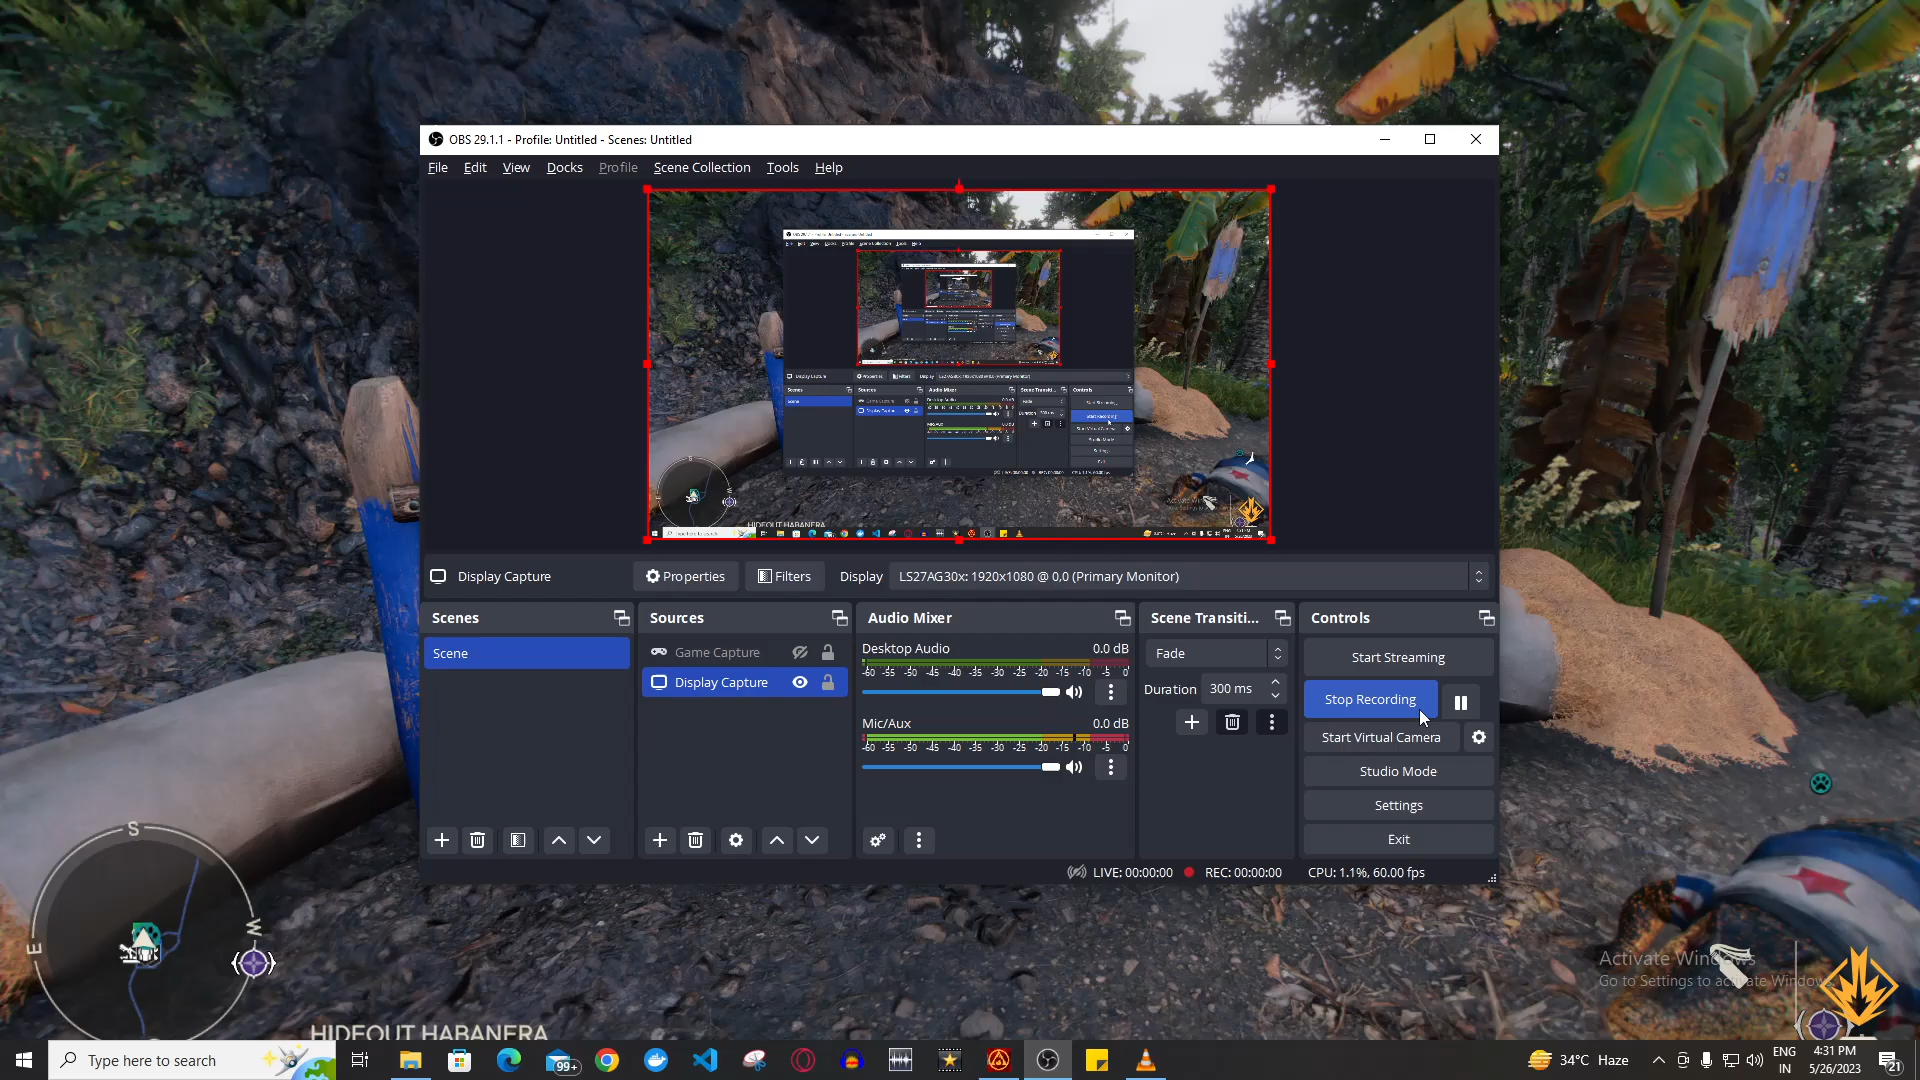 OBS 29.1.1 - Profile: Untitled - Scenes: Untitled
File Edit View Docks Profile Scene Collection Tools Help
Display Capture Properties Filters Display LS27AG30x: 1920x1080 @ 0,0 (Primary Monitor)
Scenes
Scene
Sources
Game Capture
Display Capture
Audio Mixer
Desktop Audio 0.0 dB
-60 -55 -50 -45 -40 -35 -30 -25 -20 -15 -10 -5 0
Mic/Aux 0.0 dB
-60 -55 -50 -45 -40 -35 -30 -25 -20 -15 -10 -5 0
Scene Transiti...
Fade
Duration 300 ms
Controls
Start Streaming
Stop Recording
Start Virtual Camera
Studio Mode
Settings
Exit
LIVE: 00:00:00 REC: 00:00:00 CPU: 1.1%, 60.00 fps
S
W
E
HIDEOUT HABANERA
Activate Windows
Go to Settings to activate Windows.
Type here to search
99+
34°C Haze
ENG
IN
4:31 PM
5/26/2023
21